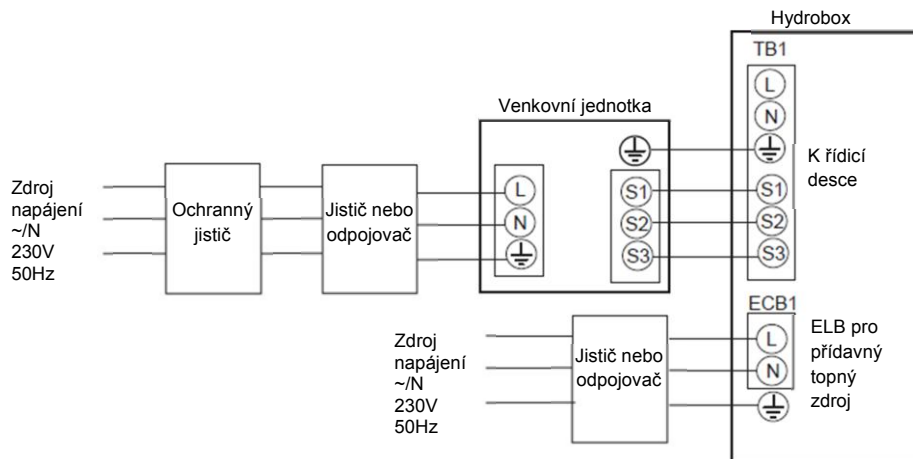 Hydrobox
TB1
L
N
Venkovní jednotka
K řídicí
desce
S1
S2
S3
L
N
S1
S2
S3
Zdroj
napájení
~/N
230V
50Hz
Ochranný
jistič
Jistič nebo
odpojovač
ECB1
L
N
ELB pro
přídavný
topný
zdroj
Zdroj
napájení
~/N
230V
50Hz
Jistič nebo
odpojovač